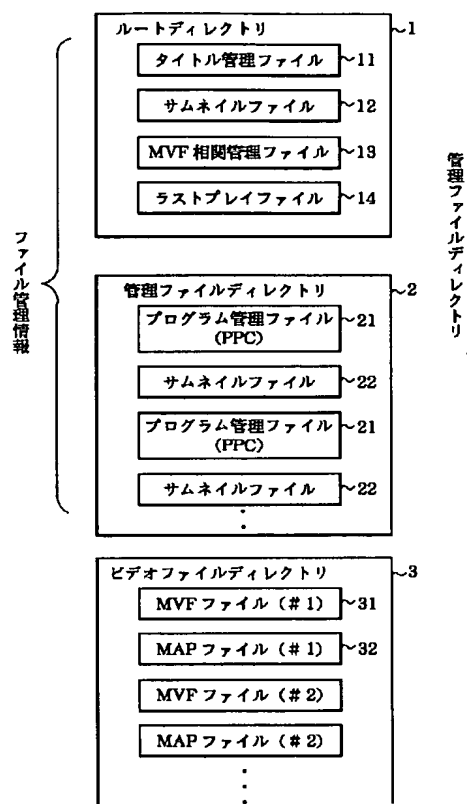 ルートディレクトリ
~1
タイトル管理ファイル
~11
サムネイルファイル
~12
MVF 相関管理ファイル
~13
ラストプレイファイル
~14
ファイル管理情報
管理ファイルディレクトリ
~2
プログラム管理ファイル
(PPC)
~21
サムネイルファイル
~22
プログラム管理ファイル
(PPC)
~21
サムネイルファイル
~22
ビデオファイルディレクトリ
~3
MVF ファイル (# 1)
~31
MAP ファイル (# 1)
~32
MVF ファイル (# 2)
MAP ファイル (# 2)
管理ファイルディレクトリ